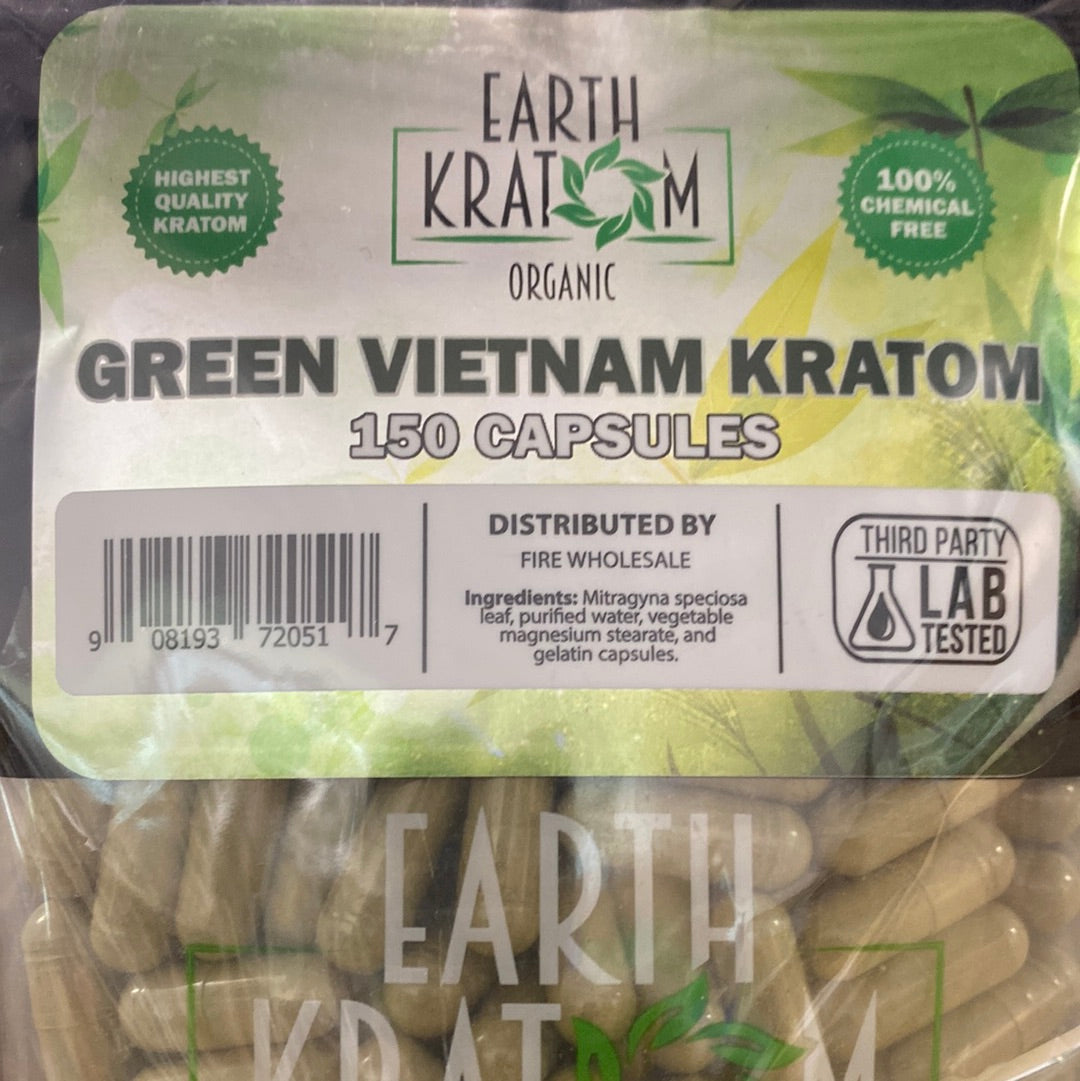 EARTH
KRATOM
ORGANIC
HIGHEST
QUALITY
KRATOM
100%
CHEMICAL
FREE
GREEN VIETNAM KRATOM
150 CAPSULES
9 08193 72051 7
DISTRIBUTED BY
FIRE WHOLESALE
Ingredients: Mitragyna speciosa
leaf, purified water, vegetable
magnesium stearate, and
gelatin capsules.
THIRD PARTY
LAB
TESTED
EARTH
KRATOM